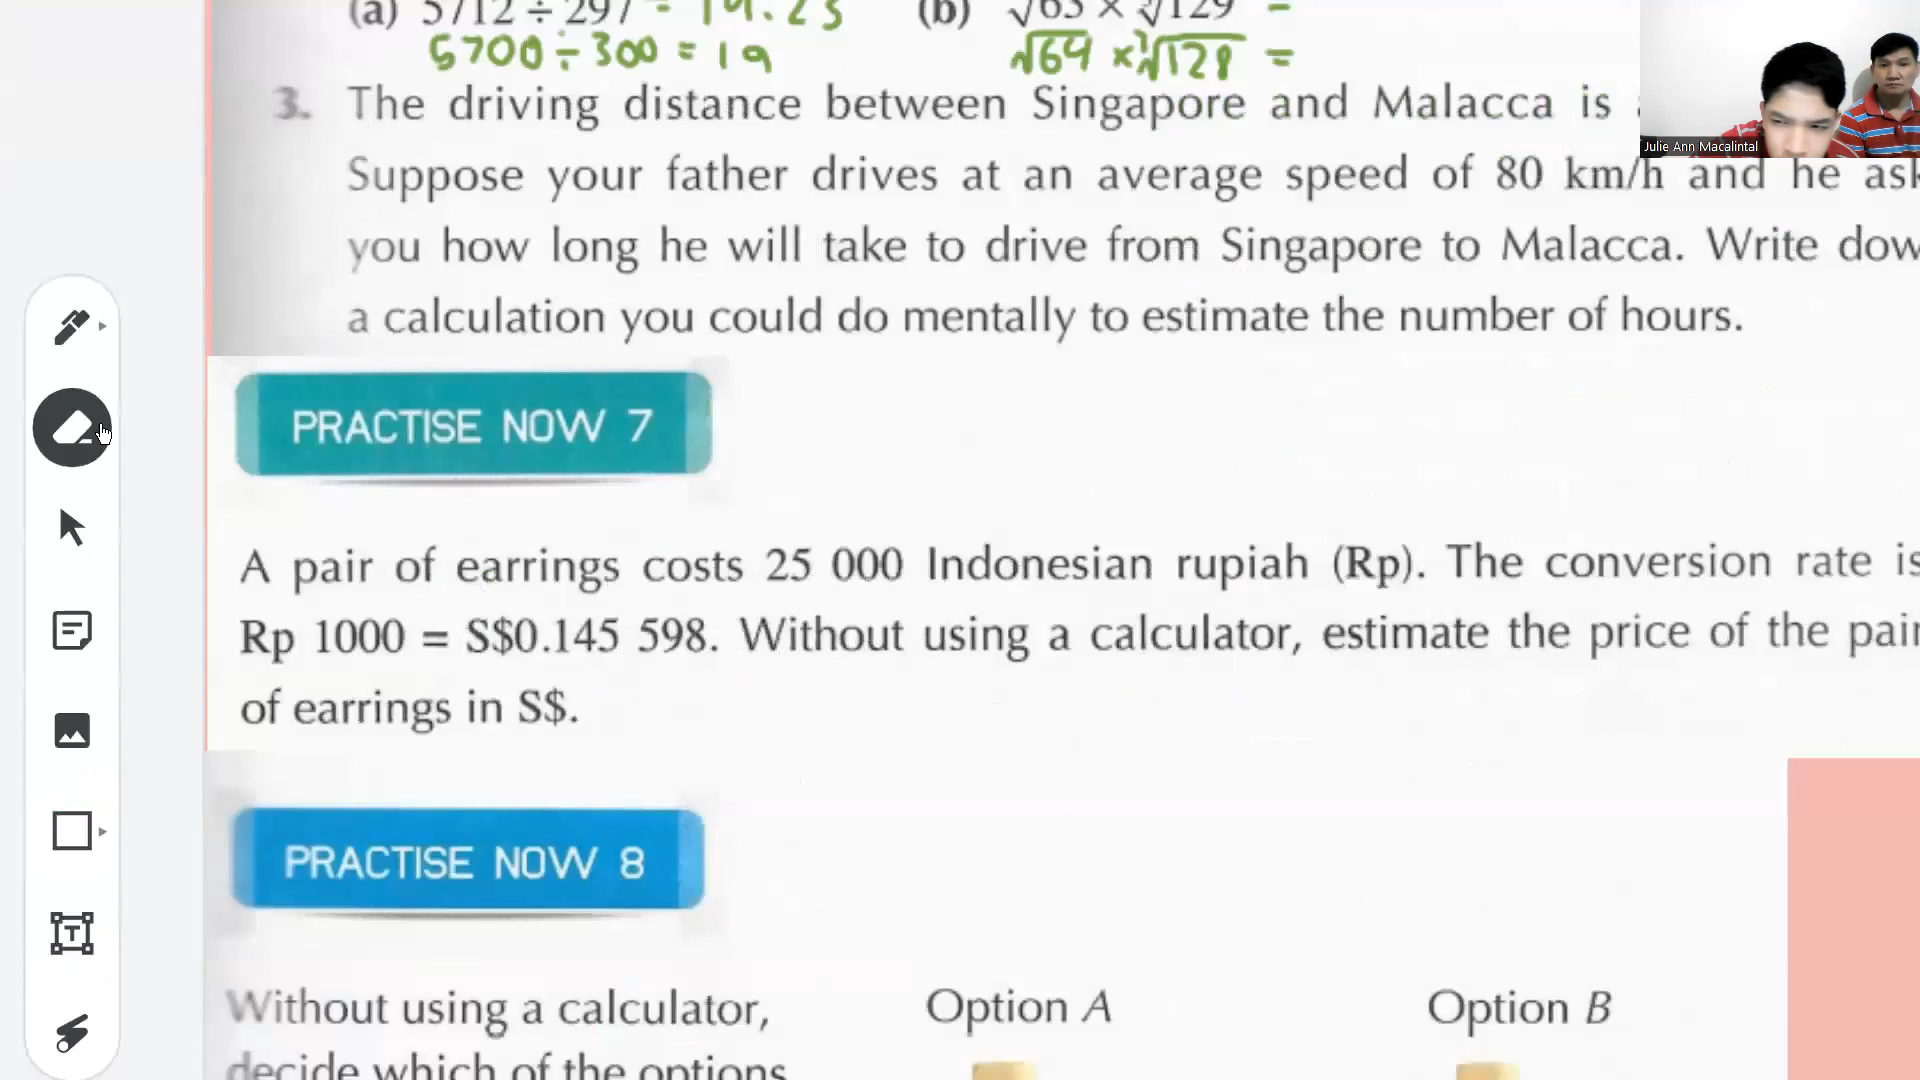 (a) 5712 ÷ 297 = 19.23 (b) √63 × ∛129 =
5700 ÷ 300 = 19 √64 × ∛128 =
3. The driving distance between Singapore and Malacca is
Suppose your father drives at an average speed of 80 km/h and he ask
you how long he will take to drive from Singapore to Malacca. Write dow
a calculation you could do mentally to estimate the number of hours.
PRACTISE NOW 7
A pair of earrings costs 25 000 Indonesian rupiah (Rp). The conversion rate is
Rp 1000 = S$0.145 598. Without using a calculator, estimate the price of the pair
of earrings in S$.
PRACTISE NOW 8
Without using a calculator, Option A Option B
decide which of the options
Julie Ann Macalintal